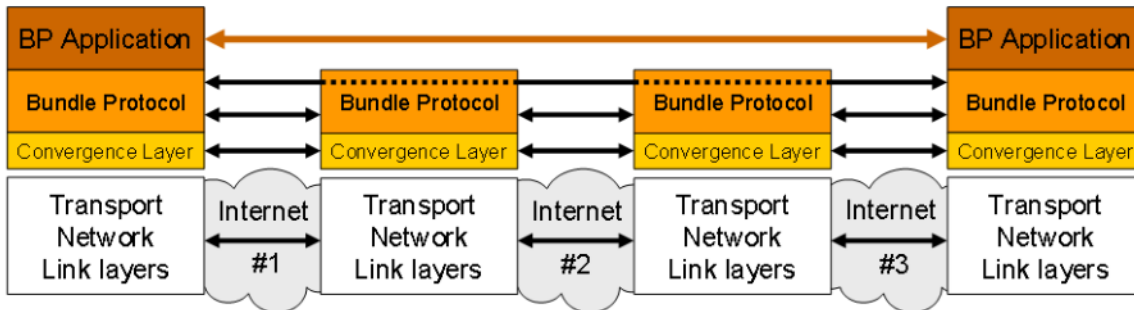 BP Application
BP Application
Bundle Protocol
Bundle Protocol
Bundle Protocol
Bundle Protocol
Convergence Layer
Convergence Layer
Convergence Layer
Convergence Layer
Transport
Network
Link layers
Internet
#1
Transport
Network
Link layers
Internet
#2
Transport
Network
Link layers
Internet
#3
Transport
Network
Link layers